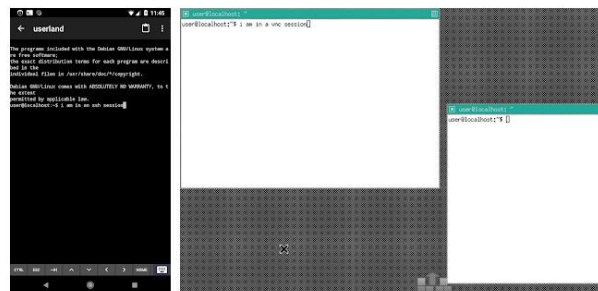 11:45
userland
The programs included with the Debian GNU/Linux system a
re free software;
the exact distribution terms for each program are descri
bed in the
individual files in /usr/share/doc/*/copyright.
Debian GNU/Linux comes with ABSOLUTELY NO WARRANTY, to t
he extent
permitted by applicable law.
user@localhost:~$ i am in an ssh session
CTRL ESC HOME
user@localhost: ~
user@localhost:~$ i am in a vnc session
user@localhost: ~
user@localhost:~$